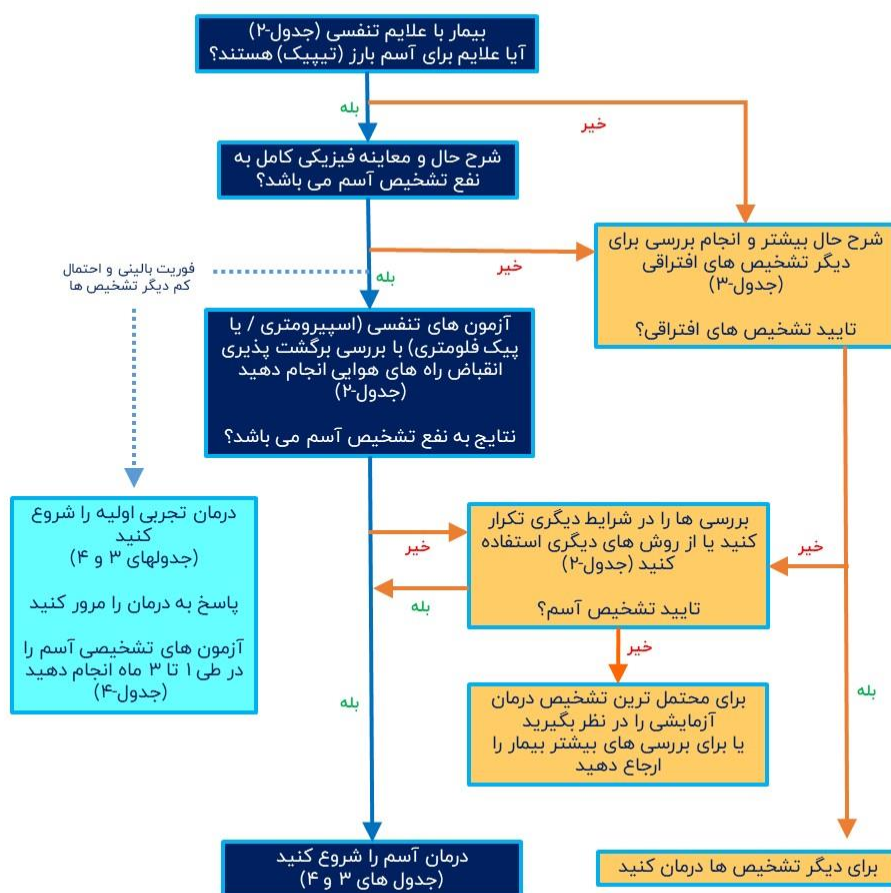 بیمار با علایم تنفسی (جدول-۲)
آیا علایم برای آسم بارز (تیپیک) هستند؟
بله
خیر
شرح حال و معاینه فیزیکی کامل به
نفع تشخیص آسم می باشد؟
شرح حال بیشتر و انجام بررسی برای
دیگر تشخیص های افتراقی
(جدول-۳)
تایید تشخیص های افتراقی؟
خیر
بله
فوریت بالینی و احتمال
کم دیگر تشخیص ها
آزمون های تنفسی (اسپیرومتری / یا
پیک فلومتری) با بررسی برگشت پذیری
انقباض راه های هوایی انجام دهید
(جدول-۲)
نتایج به نفع تشخیص آسم می باشد؟
درمان تجربی اولیه را شروع
کنید
(جدولهای ۳ و ۴)
پاسخ به درمان را مرور کنید
آزمون های تشخیصی آسم را
در طی ۱ تا ۳ ماه انجام دهید
(جدول-۴)
بررسی ها را در شرایط دیگری تکرار
کنید یا از روش های دیگری استفاده
کنید (جدول-۲)
تایید تشخیص آسم؟
خیر
خیر
بله
خیر
بله
بله
برای محتمل ترین تشخیص درمان
آزمایشی را در نظر بگیرید
یا برای بررسی های بیشتر بیمار را
ارجاع دهید
درمان آسم را شروع کنید
(جدول های ۳ و ۴)
برای دیگر تشخیص ها درمان کنید